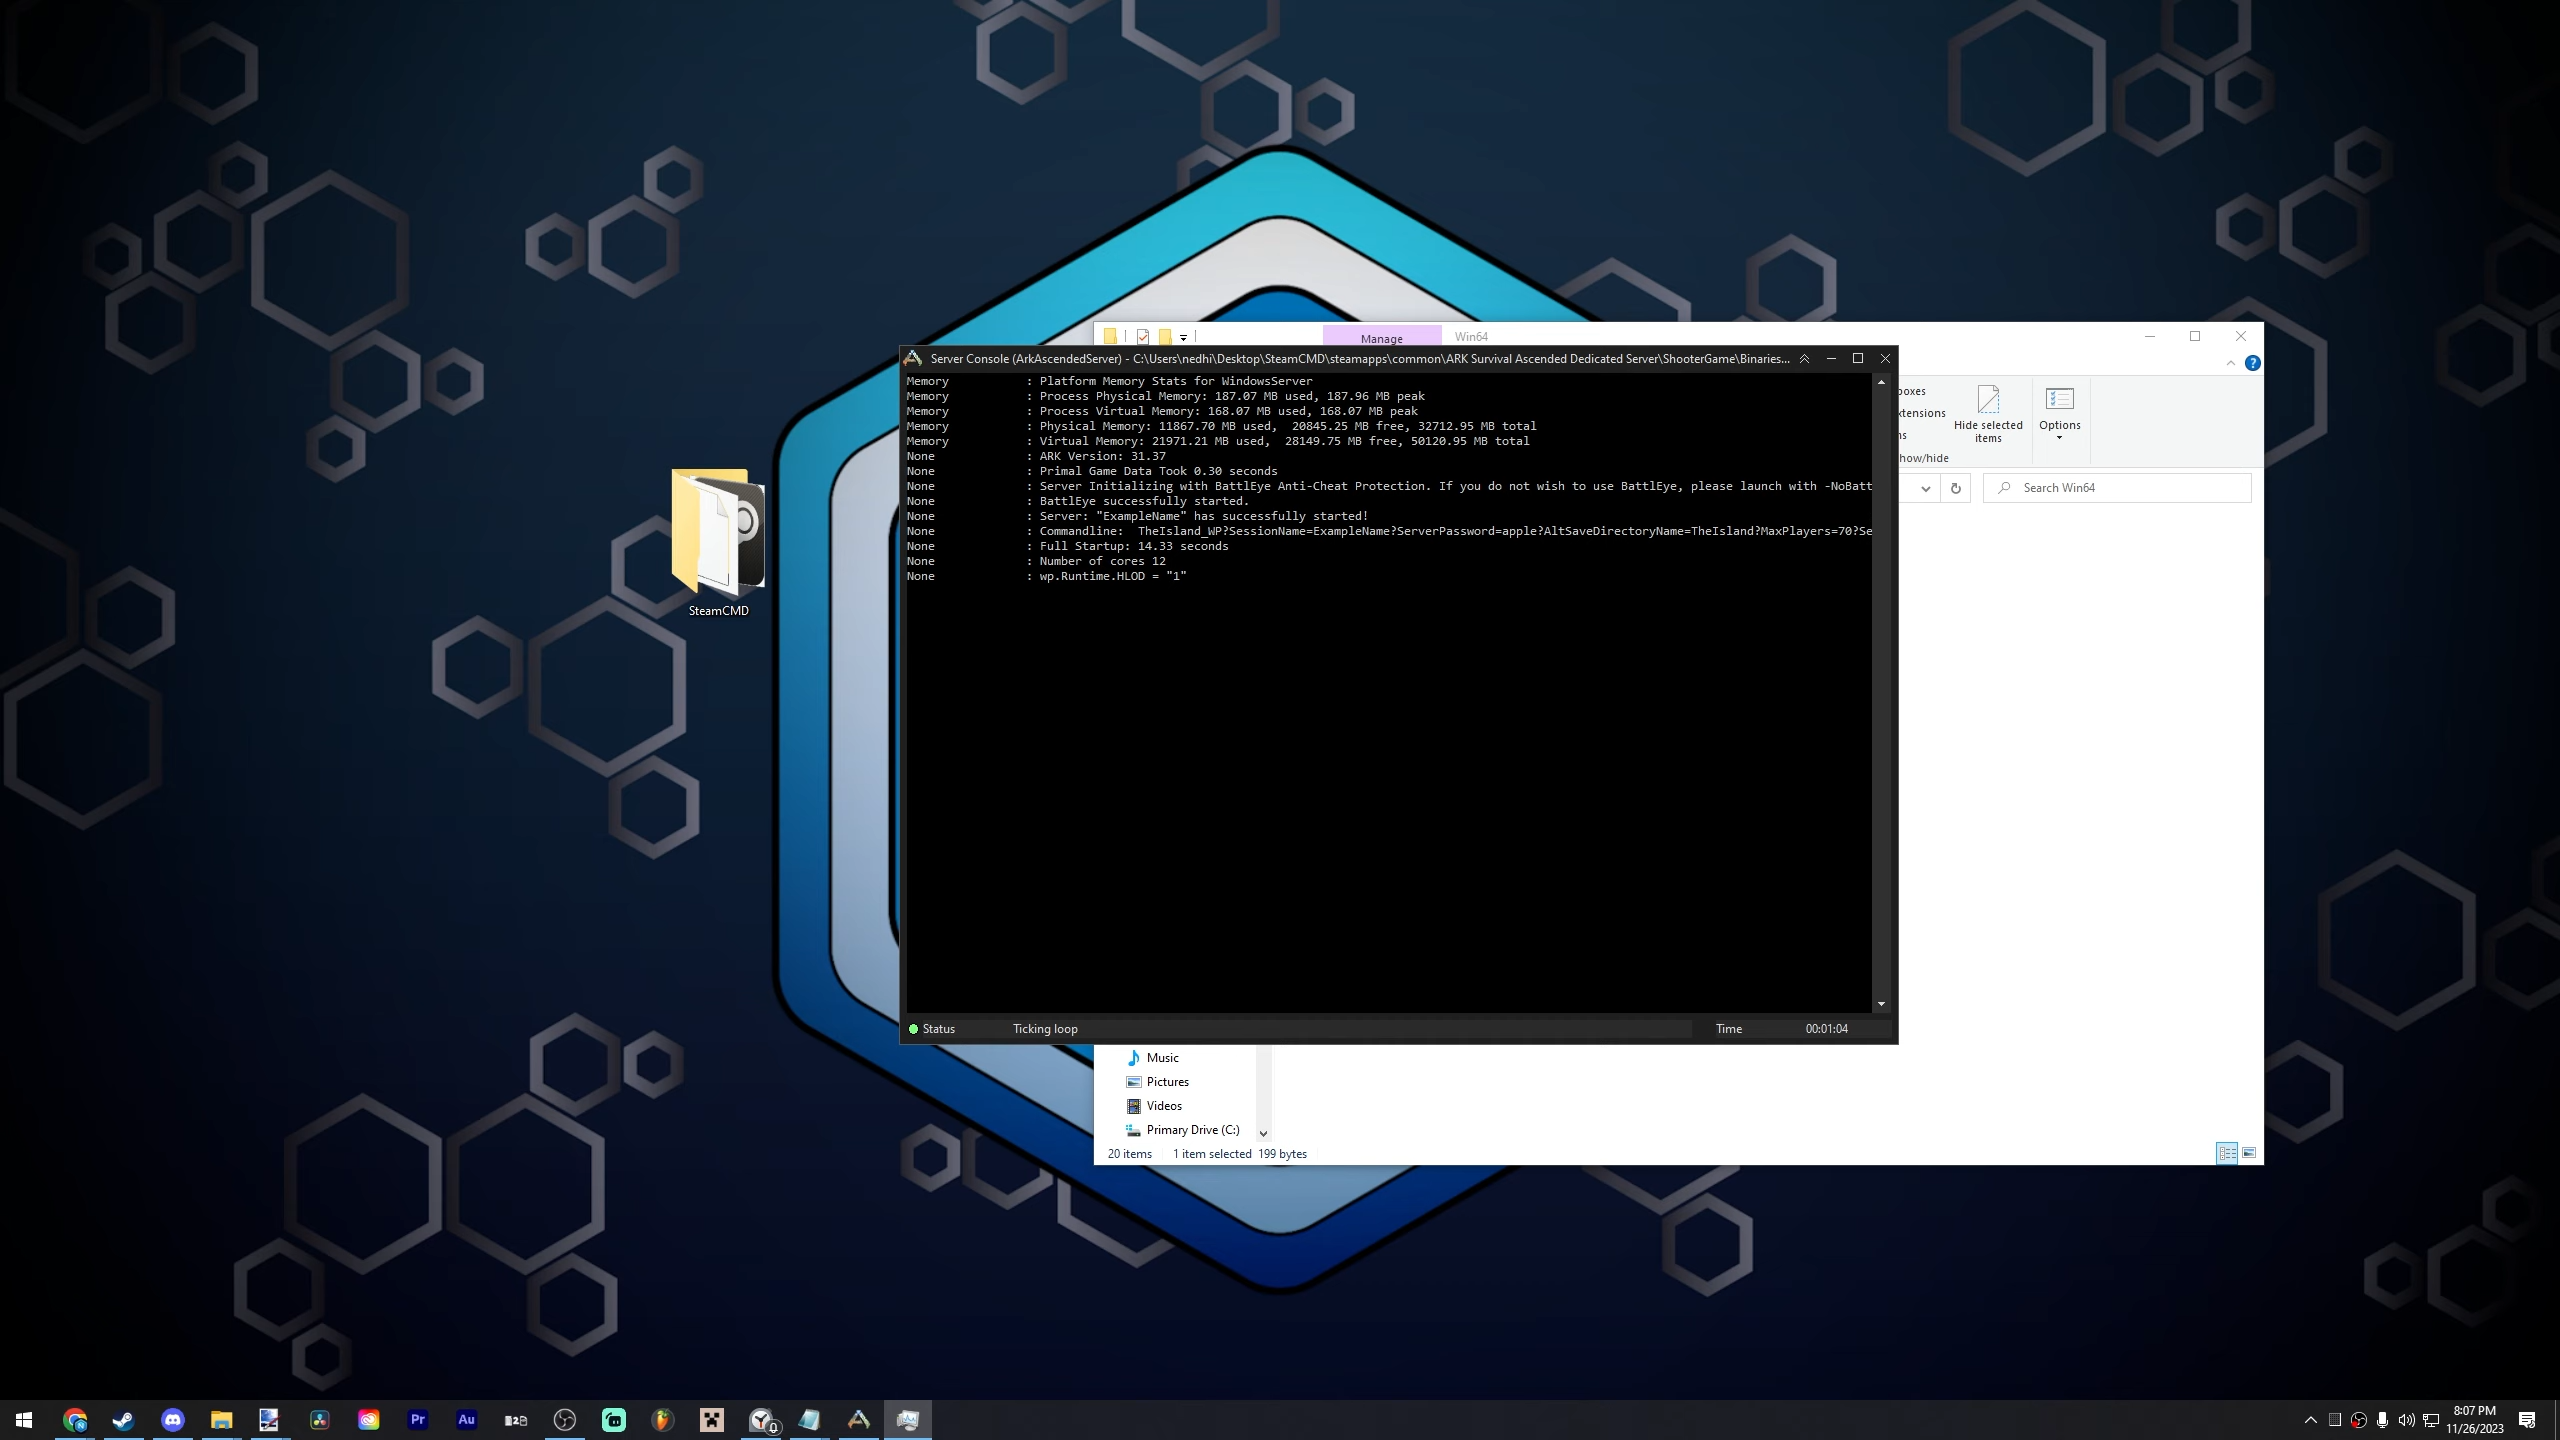 Manage
Win64
Server Console (ArkAscendedServer) - C:\Users\nedhi\Desktop\SteamCMD\steamapps\common\ARK Survival Ascended Dedicated Server\ShooterGame\Binaries...
Memory : Platform Memory Stats for WindowsServer
Memory : Process Physical Memory: 187.07 MB used, 187.96 MB peak
Memory : Process Virtual Memory: 168.07 MB used, 168.07 MB peak
Memory : Physical Memory: 11867.70 MB used,  20845.25 MB free, 32712.95 MB total
Memory : Virtual Memory: 21971.21 MB used,  28149.75 MB free, 50120.95 MB total
None : ARK Version: 31.37
None : Primal Game Data Took 0.30 seconds
None : Server Initializing with BattlEye Anti-Cheat Protection. If you do not wish to use BattlEye, please launch with -NoBatt
None : BattlEye successfully started.
None : Server: "ExampleName" has successfully started!
None : Commandline:  TheIsland_WP?SessionName=ExampleName?ServerPassword=apple?AltSaveDirectoryName=TheIsland?MaxPlayers=70?Se
None : Full Startup: 14.33 seconds
None : Number of cores 12
None : wp.Runtime.HLOD = "1"
Status Ticking loop Time 00:01:04
boxes
xtensions
ns
how/hide
Hide selected
items
Options
Search Win64
SteamCMD
Music
Pictures
Videos
Primary Drive (C:)
20 items 1 item selected 199 bytes
Pr
Au
0
8:07 PM
11/26/2023